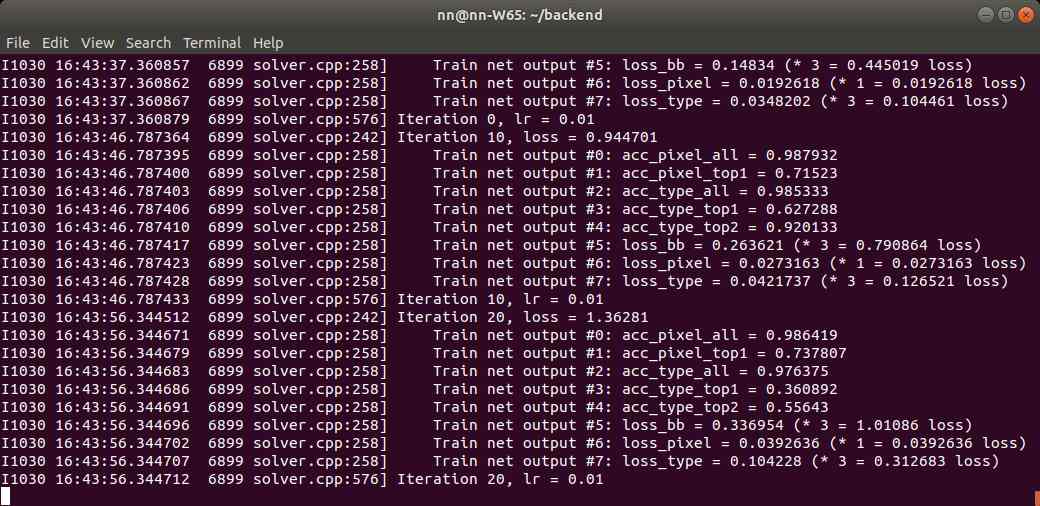 nn@nn-W65: ~/backend
File Edit View Search Terminal Help
I1030 16:43:37.360857  6899 solver.cpp:258]     Train net output #5: loss_bb = 0.14834 (* 3 = 0.445019 loss)
I1030 16:43:37.360862  6899 solver.cpp:258]     Train net output #6: loss_pixel = 0.0192618 (* 1 = 0.0192618 loss)
I1030 16:43:37.360867  6899 solver.cpp:258]     Train net output #7: loss_type = 0.0348202 (* 3 = 0.104461 loss)
I1030 16:43:37.360879  6899 solver.cpp:576] Iteration 0, lr = 0.01
I1030 16:43:46.787364  6899 solver.cpp:242] Iteration 10, loss = 0.944701
I1030 16:43:46.787395  6899 solver.cpp:258]     Train net output #0: acc_pixel_all = 0.987932
I1030 16:43:46.787400  6899 solver.cpp:258]     Train net output #1: acc_pixel_top1 = 0.71523
I1030 16:43:46.787403  6899 solver.cpp:258]     Train net output #2: acc_type_all = 0.985333
I1030 16:43:46.787406  6899 solver.cpp:258]     Train net output #3: acc_type_top1 = 0.627288
I1030 16:43:46.787410  6899 solver.cpp:258]     Train net output #4: acc_type_top2 = 0.920133
I1030 16:43:46.787417  6899 solver.cpp:258]     Train net output #5: loss_bb = 0.263621 (* 3 = 0.790864 loss)
I1030 16:43:46.787423  6899 solver.cpp:258]     Train net output #6: loss_pixel = 0.0273163 (* 1 = 0.0273163 loss)
I1030 16:43:46.787428  6899 solver.cpp:258]     Train net output #7: loss_type = 0.0421737 (* 3 = 0.126521 loss)
I1030 16:43:46.787433  6899 solver.cpp:576] Iteration 10, lr = 0.01
I1030 16:43:56.344512  6899 solver.cpp:242] Iteration 20, loss = 1.36281
I1030 16:43:56.344671  6899 solver.cpp:258]     Train net output #0: acc_pixel_all = 0.986419
I1030 16:43:56.344679  6899 solver.cpp:258]     Train net output #1: acc_pixel_top1 = 0.737807
I1030 16:43:56.344683  6899 solver.cpp:258]     Train net output #2: acc_type_all = 0.976375
I1030 16:43:56.344686  6899 solver.cpp:258]     Train net output #3: acc_type_top1 = 0.360892
I1030 16:43:56.344691  6899 solver.cpp:258]     Train net output #4: acc_type_top2 = 0.55643
I1030 16:43:56.344696  6899 solver.cpp:258]     Train net output #5: loss_bb = 0.336954 (* 3 = 1.01086 loss)
I1030 16:43:56.344702  6899 solver.cpp:258]     Train net output #6: loss_pixel = 0.0392636 (* 1 = 0.0392636 loss)
I1030 16:43:56.344707  6899 solver.cpp:258]     Train net output #7: loss_type = 0.104228 (* 3 = 0.312683 loss)
I1030 16:43:56.344712  6899 solver.cpp:576] Iteration 20, lr = 0.01